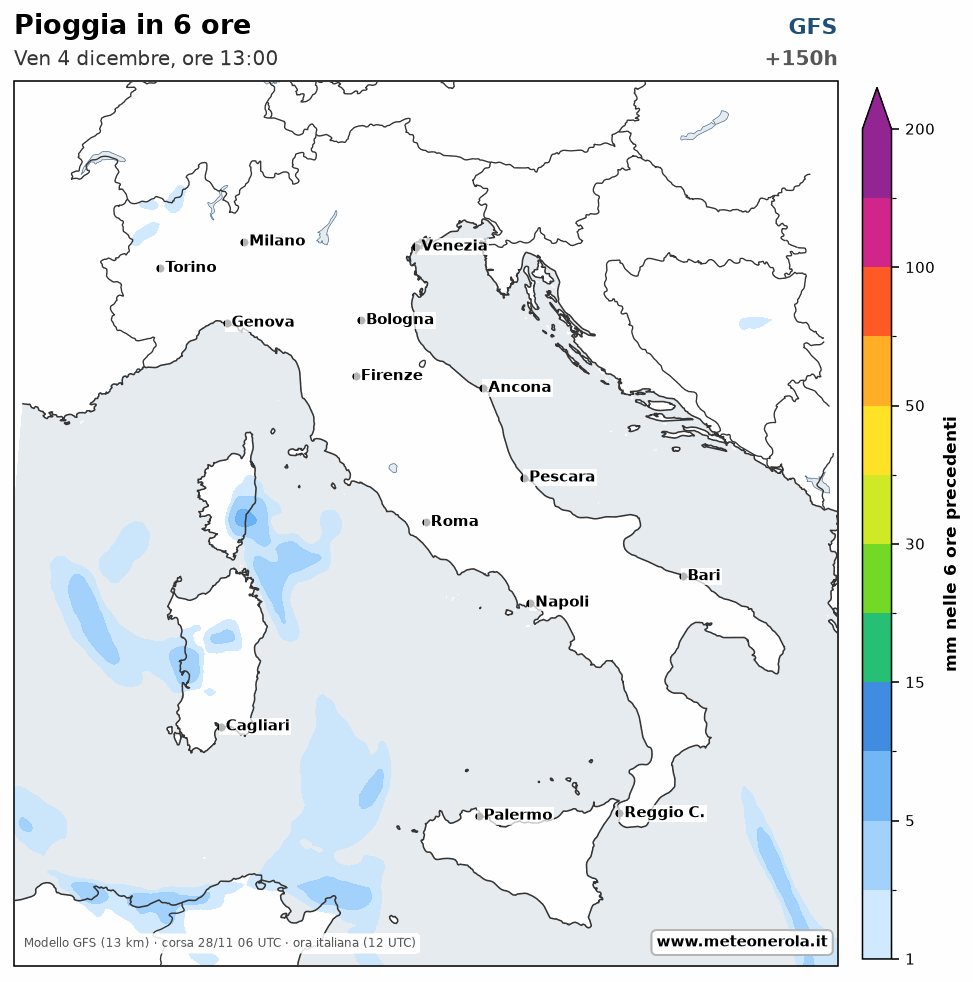 Pioggia in 6 ore
GFS
Ven 4 dicembre, ore 13:00
+150h
200
100
50
30
15
5
1
mm nelle 6 ore precedenti
Milano
Venezia
Torino
Genova
Bologna
Firenze
Ancona
Pescara
Roma
Bari
Napoli
Cagliari
Palermo
Reggio C.
Modello GFS (13 km) · corsa 28/11 06 UTC · ora italiana (12 UTC)
www.meteonerola.it